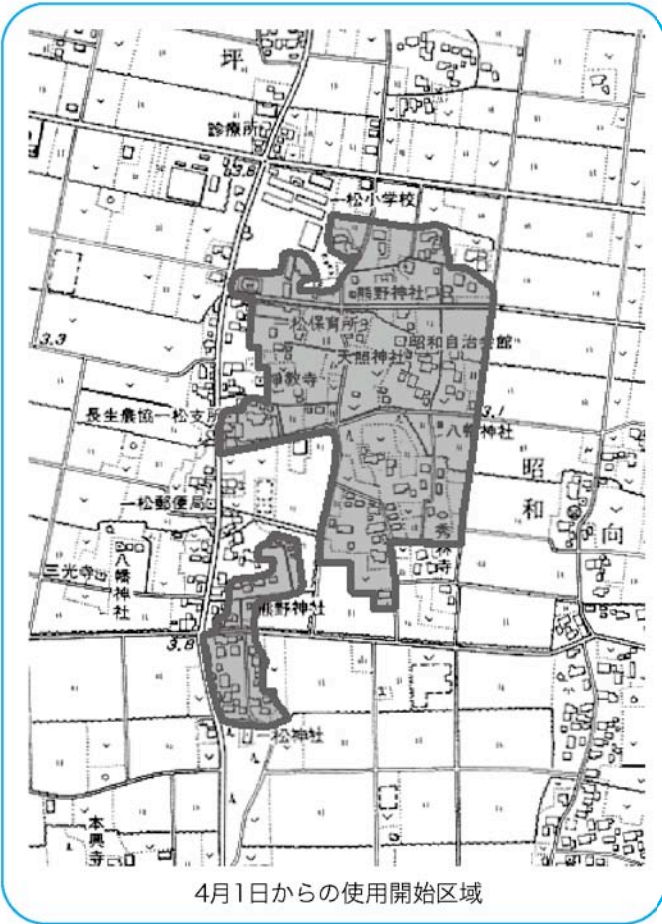 坪
診療所
3.8
一松小学校
熊野神社
一松保育所
昭和自治会館
3.3
天照神社
長生農協一松支所
3.1
八幡神社
昭和
向
一松郵便局
三光寺
八幡神社
熊野神社
3.8
一松神社
本興寺
4月1日からの使用開始区域